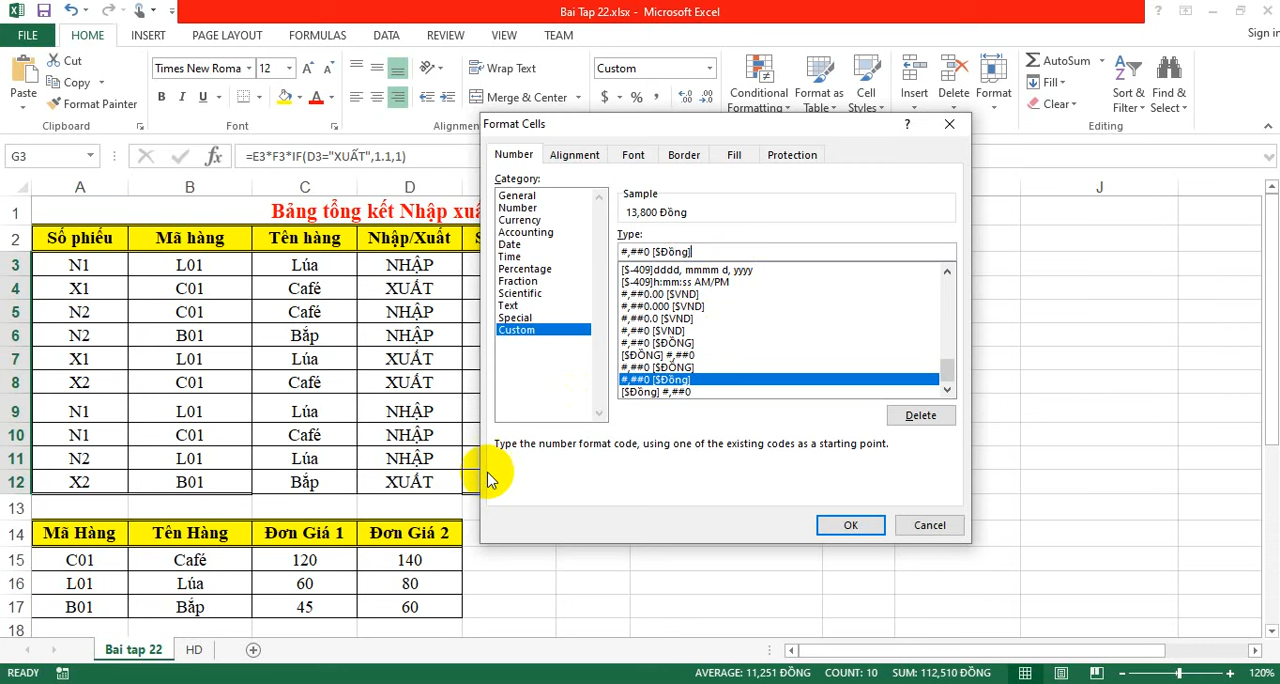 Bai Tap 22.xlsx - Microsoft Excel
FILE HOME INSERT PAGE LAYOUT FORMULAS DATA REVIEW VIEW TEAM Sign in
Paste Cut Copy Format Painter Clipboard
Times New Roma 12 B I U Font
Wrap Text Merge & Center Alignmen
Custom $ % ,
Conditional Formatting Format as Table Cell Styles
Insert Delete Format
AutoSum Fill Clear Sort & Filter Find & Select Editing
G3 fx =E3*F3*IF(D3="XUẤT",1.1,1)
A B C D J
1 Bảng tổng kết Nhập xuấ
2 Số phiếu Mã hàng Tên hàng Nhập/Xuất S
3 N1 L01 Lúa NHẬP
4 X1 C01 Café XUẤT
5 N2 C01 Café NHẬP
6 N2 B01 Bắp NHẬP
7 X1 L01 Lúa XUẤT
8 X2 C01 Café XUẤT
9 N1 L01 Lúa NHẬP
10 N1 C01 Café NHẬP
11 N2 L01 Lúa NHẬP
12 X2 B01 Bắp XUẤT
13
14 Mã Hàng Tên Hàng Đơn Giá 1 Đơn Giá 2
15 C01 Café 120 140
16 L01 Lúa 60 80
17 B01 Bắp 45 60
18
Format Cells ?
Number Alignment Font Border Fill Protection
Category:
General
Number
Currency
Accounting
Date
Time
Percentage
Fraction
Scientific
Text
Special
Custom
Sample
13,800 Đồng
Type:
#,##0 [$Đồng]
[$-409]dddd, mmmm d, yyyy
[$-409]h:mm:ss AM/PM
#,##0.00 [$VND]
#,##0.000 [$VND]
#,##0.0 [$VND]
#,##0 [$VND]
#,##0 [$ĐỒNG]
[$ĐỒNG] #,##0
#,##0 [$ĐỒNG]
#,##0 [$Đồng]
[$Đồng] #,##0
Delete
Type the number format code, using one of the existing codes as a starting point.
OK Cancel
Bai tap 22 HD
READY AVERAGE: 11,251 ĐỒNG COUNT: 10 SUM: 112,510 ĐỒNG 120%